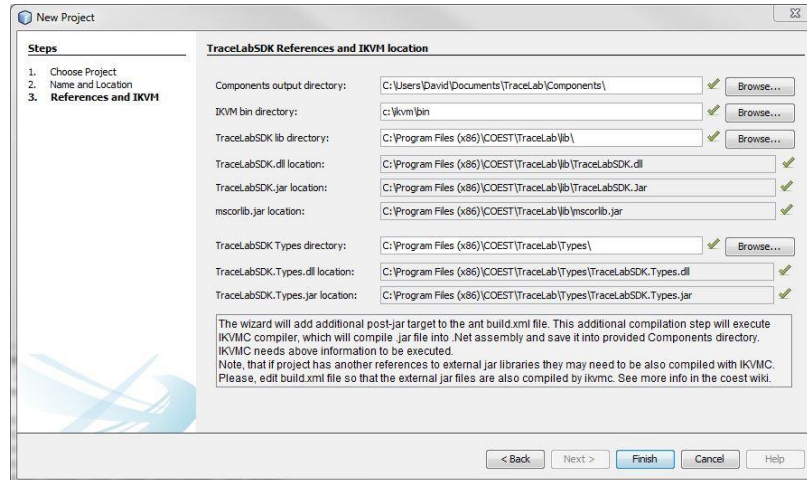 New Project
Steps
1. Choose Project
2. Name and Location
3. References and IKVM
TraceLabSDK References and IKVM location
Components output directory: C:\Users\David\Documents\TraceLab\Components\ Browse...
IKVM bin directory: c:\ikvm\bin Browse...
TraceLabSDK lib directory: C:\Program Files (x86)\COEST\TraceLab\lib\ Browse...
TraceLabSDK.dll location: C:\Program Files (x86)\COEST\TraceLab\lib\TraceLabSDK.dll
TraceLabSDK.jar location: C:\Program Files (x86)\COEST\TraceLab\lib\TraceLabSDK.Jar
mscorlib.jar location: C:\Program Files (x86)\COEST\TraceLab\lib\mscorlib.jar
TraceLabSDK Types directory: C:\Program Files (x86)\COEST\TraceLab\Types\ Browse...
TraceLabSDK.Types.dll location: C:\Program Files (x86)\COEST\TraceLab\Types\TraceLabSDK.Types.dll
TraceLabSDK.Types.jar location: C:\Program Files (x86)\COEST\TraceLab\Types\TraceLabSDK.Types.jar
The wizard will add additional post-jar target to the ant build.xml file. This additional compilation step will execute
IKVM compiler, which will compile .jar file into .Net assembly and save it into provided Components directory.
IKVMC needs above information to be executed.
Note, that if project has another references to external jar libraries they may need to be also compiled with IKVMC.
Please, edit build.xml file so that the external jar files are also compiled by ikvmc. See more info in the coest wiki.
< Back Next > Finish Cancel Help